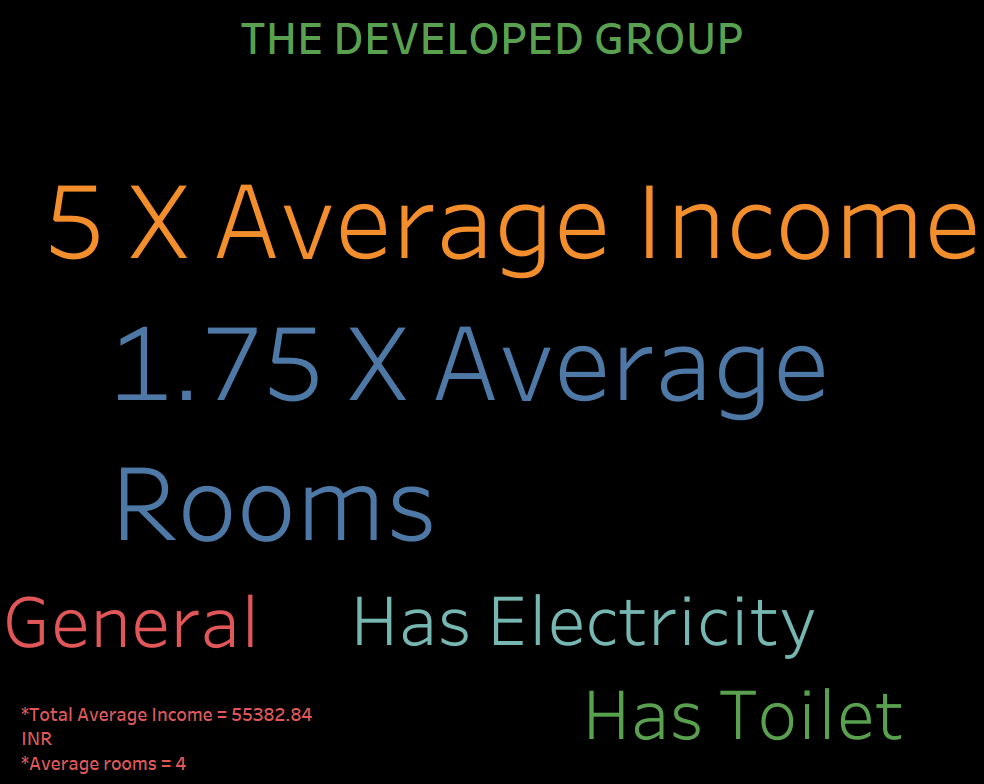 THE DEVELOPED GROUP
5 X Average Income
1.75 X Average
Rooms
General
Has Electricity
Has Toilet
*Total Average Income = 55382.84
INR
*Average rooms = 4